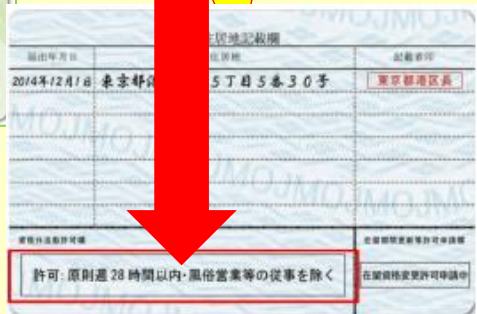 住居地記載欄
届出年月日 住居地 記載者印
2014年12月1日 東京都港 5丁目5番30号 東京都港区長
資格外活動許可欄 在留期間更新等許可申請欄
許可:原則週28時間以内・風俗営業等の従事を除く
在留資格変更許可申請中
MOJ